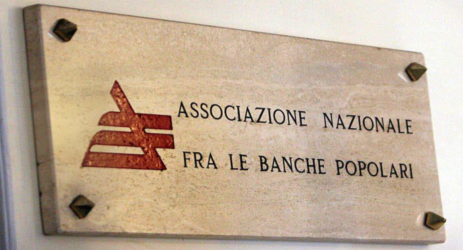 ASSOCIAZIONE NAZIONALE
FRA LE BANCHE POPOLARI